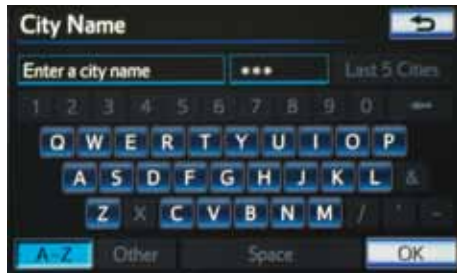 City Name
Enter a city name *** Last 5 Cities
1 2 3 4 5 6 7 8 9 0
Q W E R T Y U I O P
A S D F G H J K L &
Z X C V B N M / ' -
A-Z Other Space OK